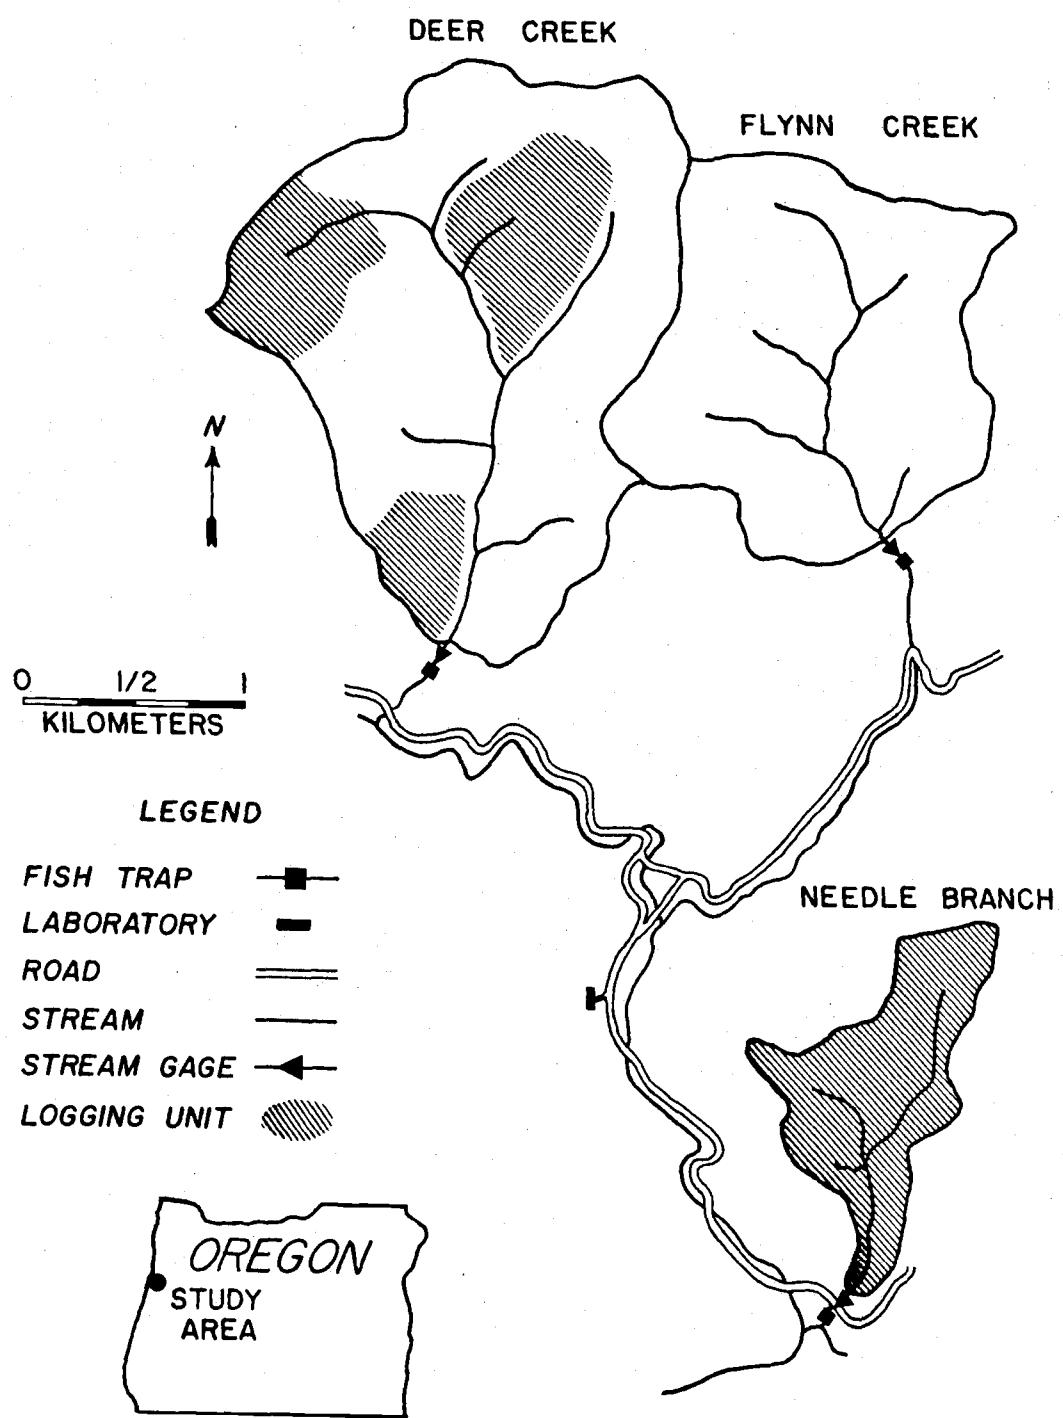 DEER CREEK
FLYNN CREEK
N
0 1/2 1
KILOMETERS
LEGEND
FISH TRAP
LABORATORY
ROAD
STREAM
STREAM GAGE
LOGGING UNIT
NEEDLE BRANCH
OREGON
STUDY
AREA